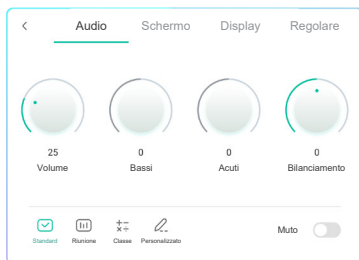 Audio Schermo Display Regolare
25 0 0 0
Volume Bassi Acuti Bilanciamento
Standard Riunione Classe Personalizzato Muto